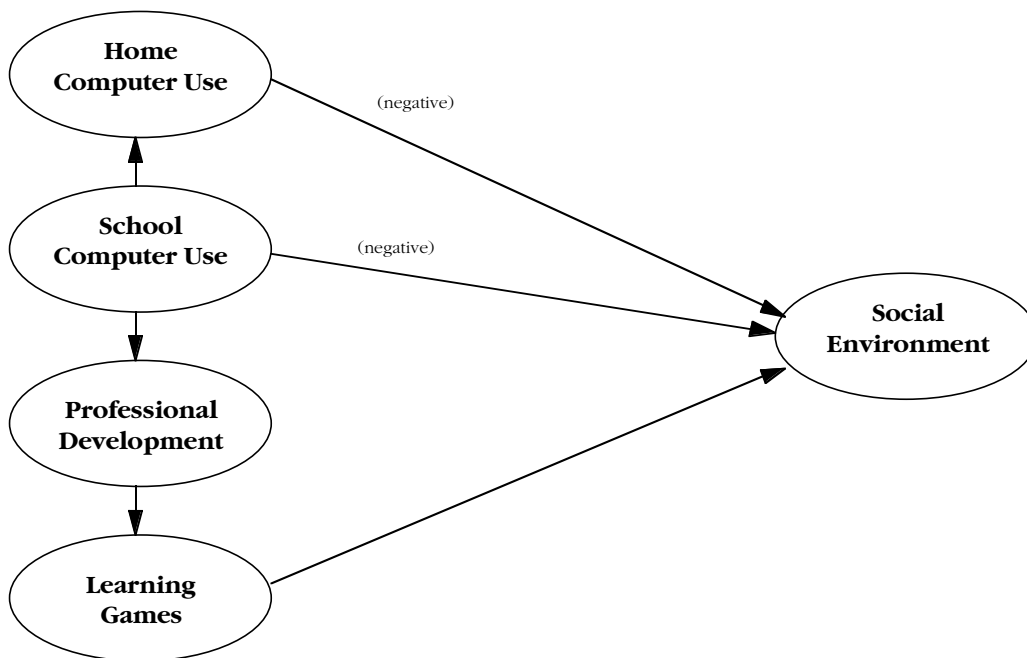 Home
Computer Use
(negative)
School
Computer Use
(negative)
Social
Environment
Professional
Development
Learning
Games